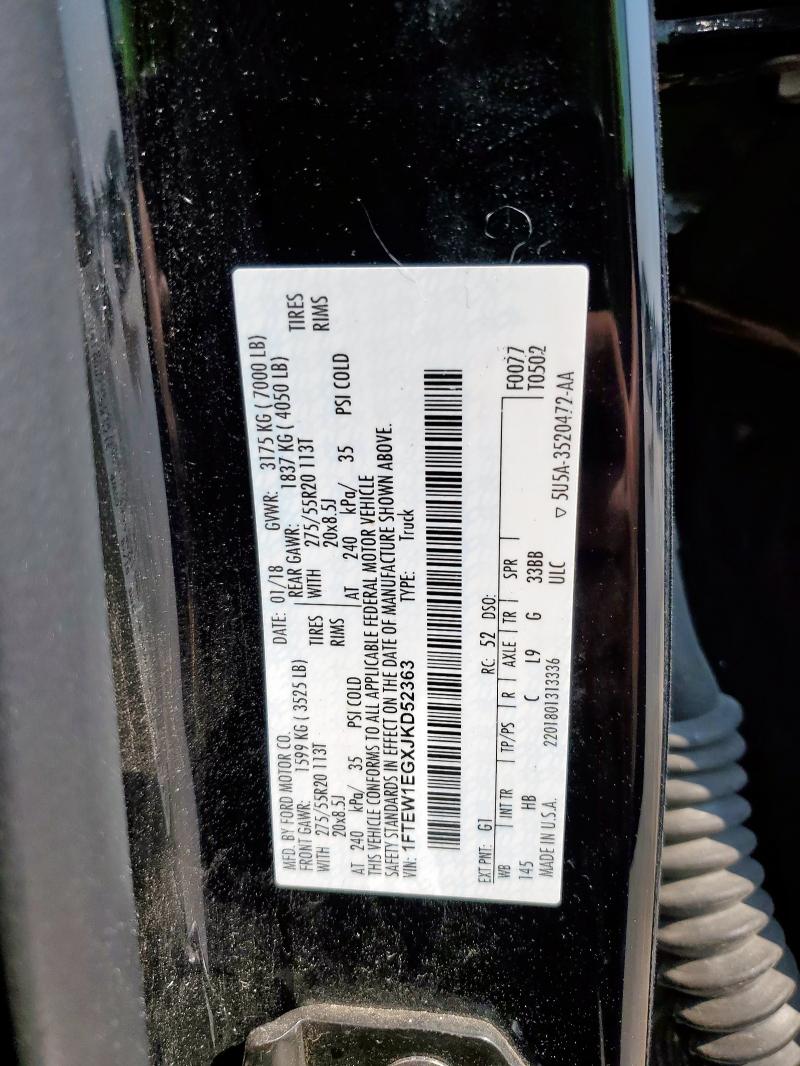 MFD. BY FORD MOTOR CO.
DATE: 01/18 GVWR: 3175 KG ( 7000 LB)
FRONT GAWR: 1599 KG ( 3525 LB) REAR GAWR: 1837 KG ( 4050 LB)
WITH 275/55R20 113T TIRES WITH 275/55R20 113T TIRES
20x8.5J RIMS 20x8.5J RIMS
AT 240 kPa/ 35 PSI COLD AT 240 kPa/ 35 PSI COLD
THIS VEHICLE CONFORMS TO ALL APPLICABLE FEDERAL MOTOR VEHICLE
SAFETY STANDARDS IN EFFECT ON THE DATE OF MANUFACTURE SHOWN ABOVE.
VIN: 1FTEW1EGXJKD52363 TYPE: Truck
EXT PNT: G1 RC: 52 DSO: F0077
WB INT TR TP/PS R AXLE TR SPR T0502
145 HB C L9 G 33BB
MADE IN U.S.A. 2201801313336 ULC ▽ 5U5A-3520472-AA